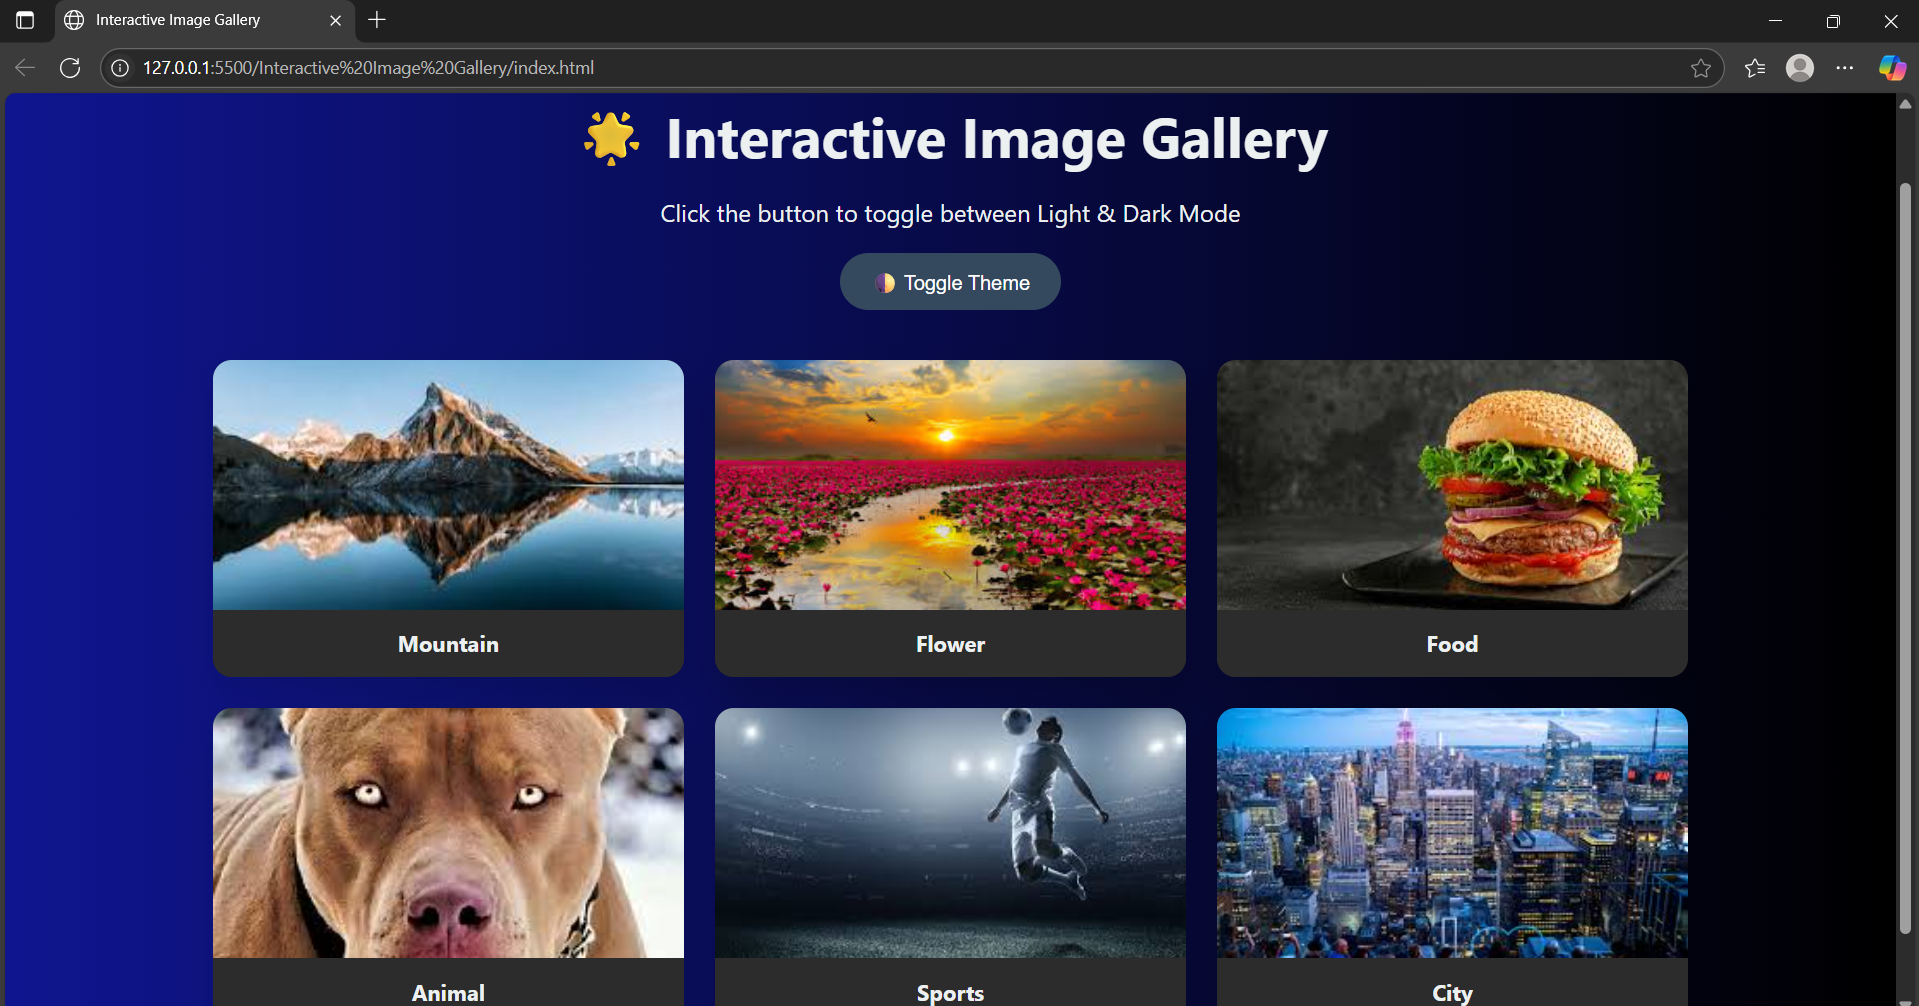 Interactive Image Gallery
127.0.0.1:5500/Interactive%20Image%20Gallery/index.html
🌟 Interactive Image Gallery
Click the button to toggle between Light & Dark Mode
🌓 Toggle Theme
Mountain
Flower
Food
Animal
Sports
City